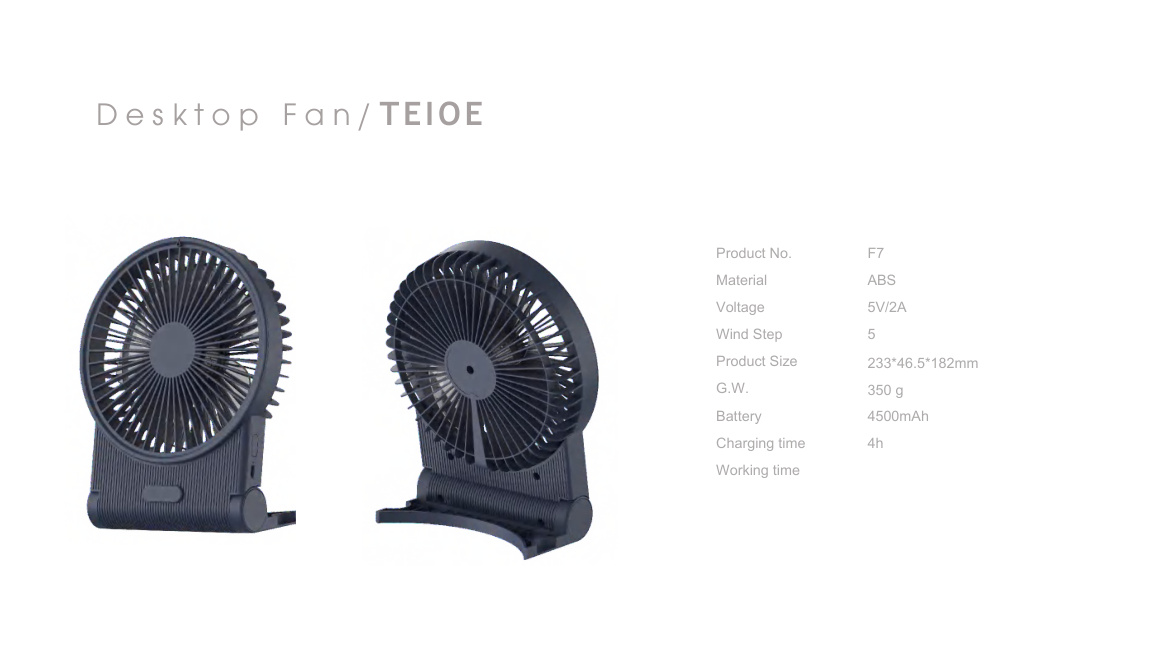 Desktop Fan/TEIOE
Product No. F7
Material ABS
Voltage 5V/2A
Wind Step 5
Product Size 233*46.5*182mm
G.W. 350 g
Battery 4500mAh
Charging time 4h
Working time